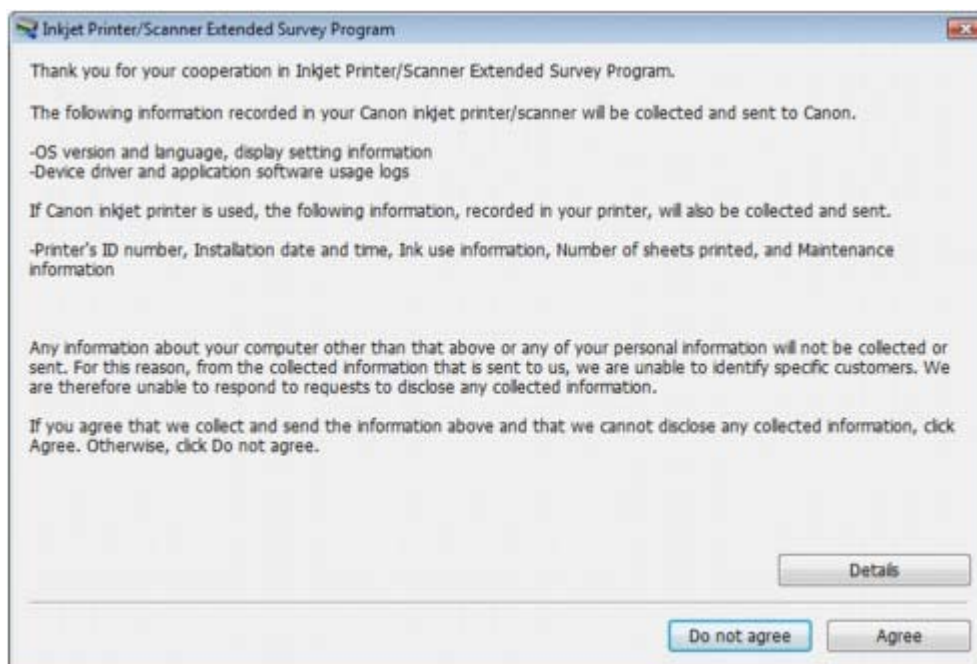 Inkjet Printer/Scanner Extended Survey Program
Thank you for your cooperation in Inkjet Printer/Scanner Extended Survey Program.
The following information recorded in your Canon inkjet printer/scanner will be collected and sent to Canon.
-OS version and language, display setting information
-Device driver and application software usage logs
If Canon inkjet printer is used, the following information, recorded in your printer, will also be collected and sent.
-Printer's ID number, Installation date and time, Ink use information, Number of sheets printed, and Maintenance
information
Any information about your computer other than that above or any of your personal information will not be collected or
sent. For this reason, from the collected information that is sent to us, we are unable to identify specific customers. We
are therefore unable to respond to requests to disclose any collected information.
If you agree that we collect and send the information above and that we cannot disclose any collected information, click
Agree. Otherwise, click Do not agree.
Details
Do not agree
Agree